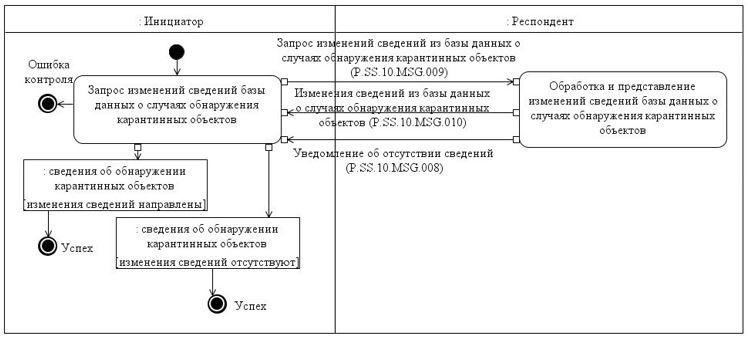 : Инициатор
: Респондент
Запрос изменений сведений из базы данных о
случаях обнаружения карантинных объектов
(P.SS.10.MSG.009)
Ошибка
контроля
Запрос изменений сведений базы
данных о случаях обнаружения
карантинных объектов
Изменения сведений из базы данных
о случаях обнаружения карантинных
объектов (P.SS.10.MSG.010)
Обработка и представление
изменений сведений базы данных о
случаях обнаружения карантинных
объектов
Уведомление об отсутствии сведений
(P.SS.10.MSG.008)
: сведения об обнаружении
карантинных объектов
[изменения сведений направлены]
Успех
: сведения об обнаружении
карантинных объектов
[изменения сведений отсутствуют]
Успех